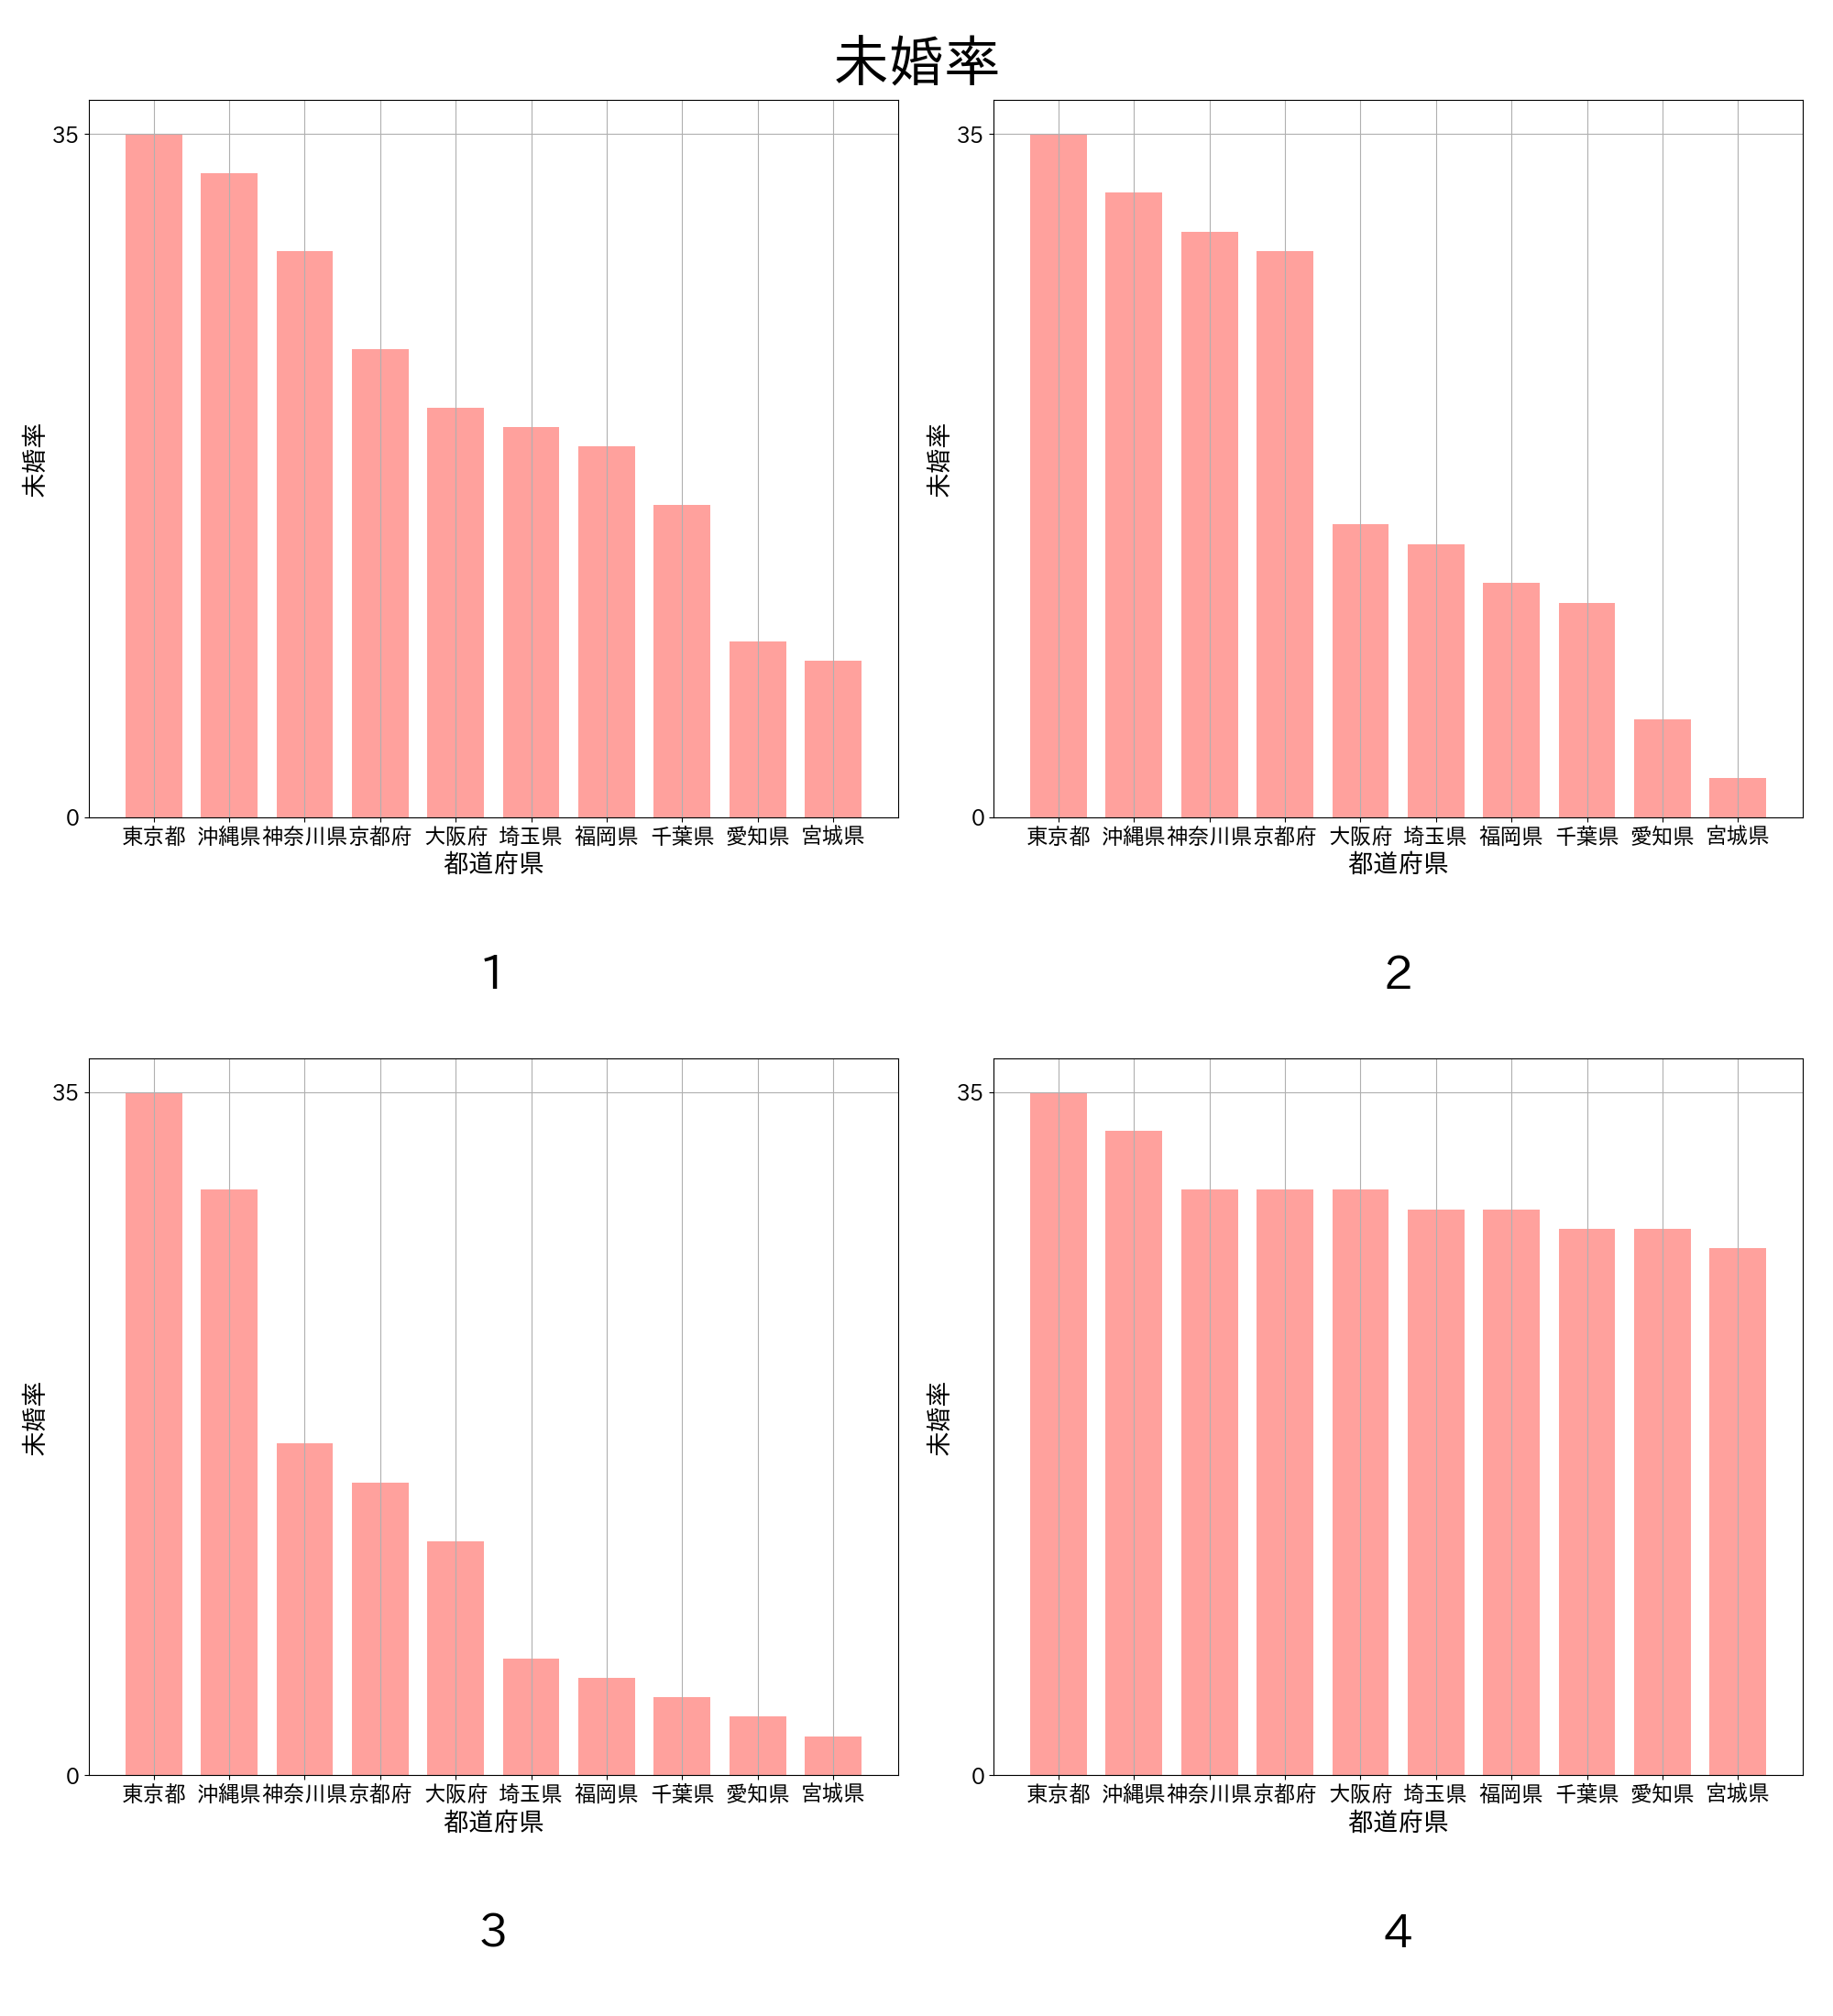 未婚率
35
0
未婚率
東京都 沖縄県 神奈川県 京都府 大阪府 埼玉県 福岡県 千葉県 愛知県 宮城県
都道府県
1
35
0
未婚率
東京都 沖縄県 神奈川県 京都府 大阪府 埼玉県 福岡県 千葉県 愛知県 宮城県
都道府県
2
35
0
未婚率
東京都 沖縄県 神奈川県 京都府 大阪府 埼玉県 福岡県 千葉県 愛知県 宮城県
都道府県
3
35
0
未婚率
東京都 沖縄県 神奈川県 京都府 大阪府 埼玉県 福岡県 千葉県 愛知県 宮城県
都道府県
4